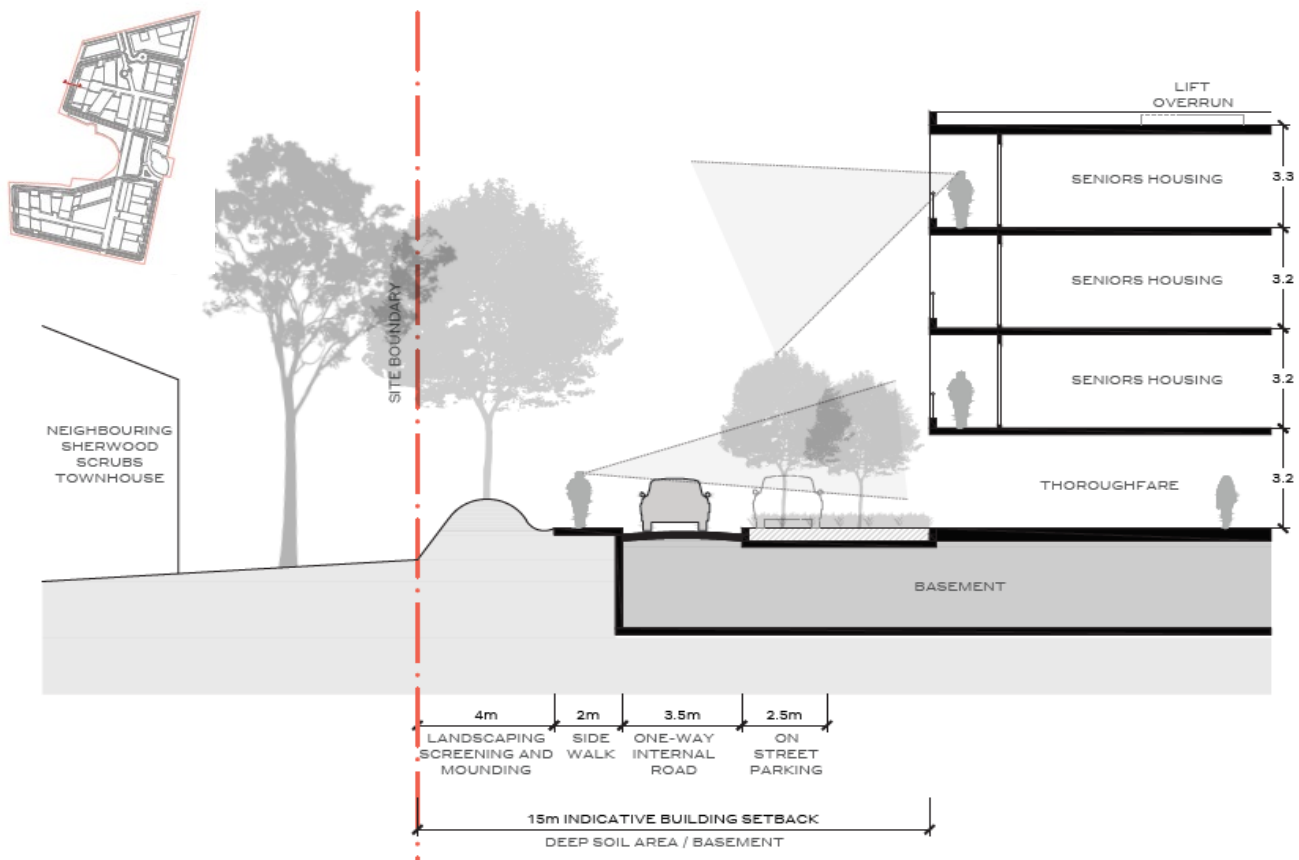 LIFT
OVERRUN
SENIORS HOUSING
3.3
SENIORS HOUSING
3.2
SENIORS HOUSING
3.2
THOROUGHFARE
3.2
SITE BOUNDARY
NEIGHBOURING
SHERWOOD
SCRUBS
TOWNHOUSE
BASEMENT
4m
LANDSCAPING
SCREENING AND
MOUNDING
2m
SIDE
WALK
3.5m
ONE-WAY
INTERNAL
ROAD
2.5m
ON
STREET
PARKING
15m INDICATIVE BUILDING SETBACK
DEEP SOIL AREA / BASEMENT